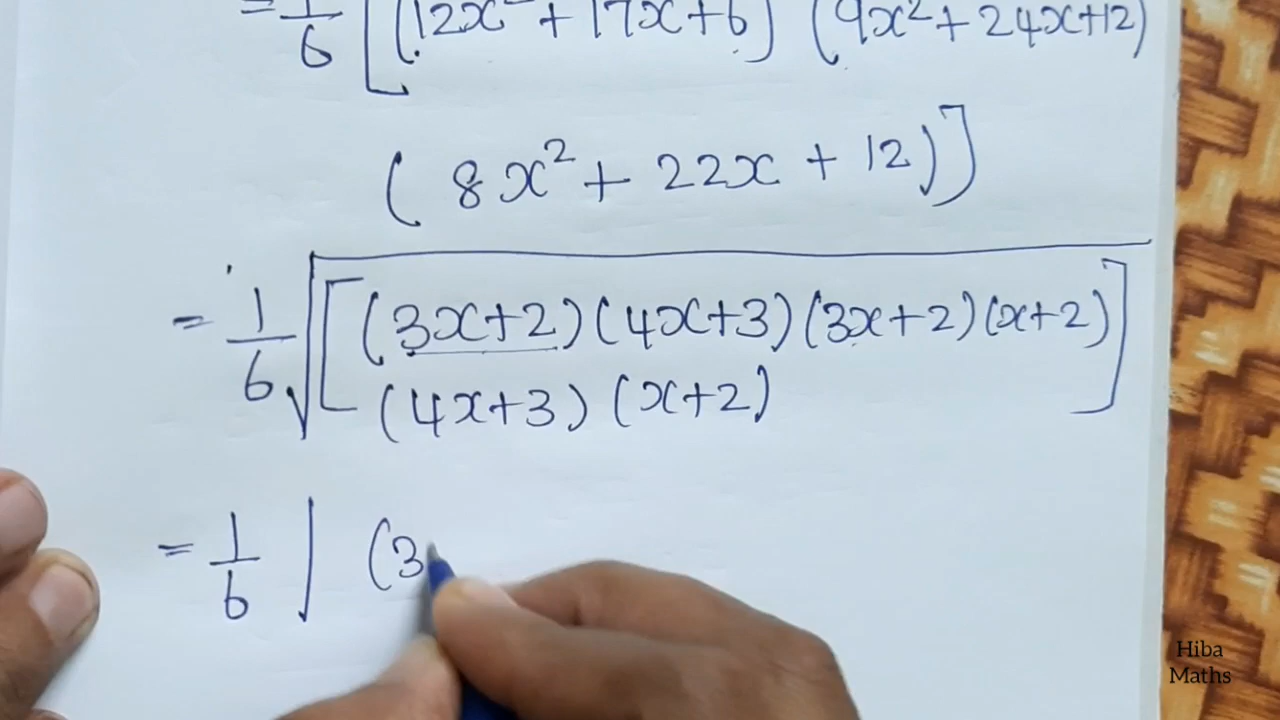 = 1/6 [(12x² + 17x + 6) (9x² + 24x + 12)
( 8x² + 22x + 12)]
= 1/6 √[(3x+2)(4x+3)(3x+2)(x+2)
(4x+3) (x+2)]
= 1/6 | (3
Hiba
Maths